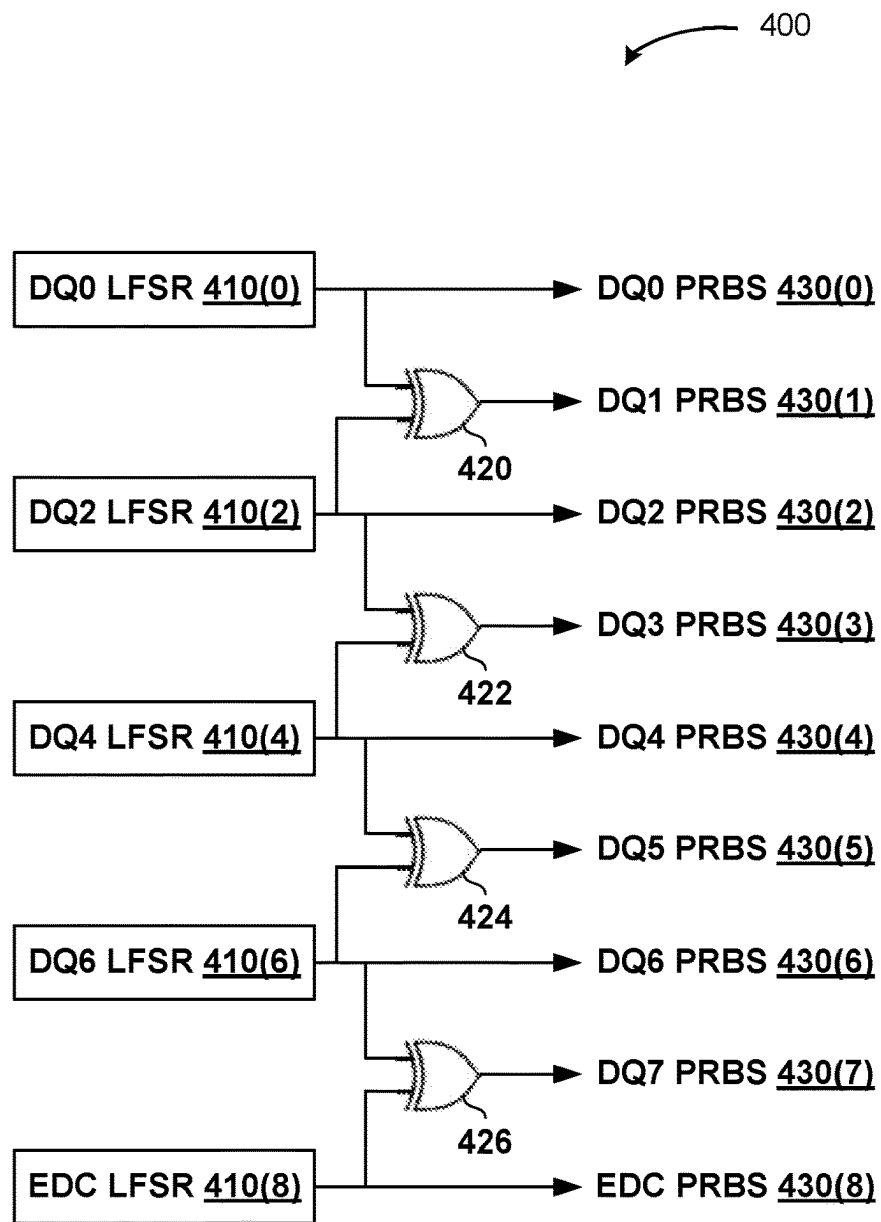 400
DQ0 LFSR 410(0)
DQ0 PRBS 430(0)
DQ1 PRBS 430(1)
420
DQ2 LFSR 410(2)
DQ2 PRBS 430(2)
DQ3 PRBS 430(3)
422
DQ4 LFSR 410(4)
DQ4 PRBS 430(4)
DQ5 PRBS 430(5)
424
DQ6 LFSR 410(6)
DQ6 PRBS 430(6)
DQ7 PRBS 430(7)
426
EDC LFSR 410(8)
EDC PRBS 430(8)